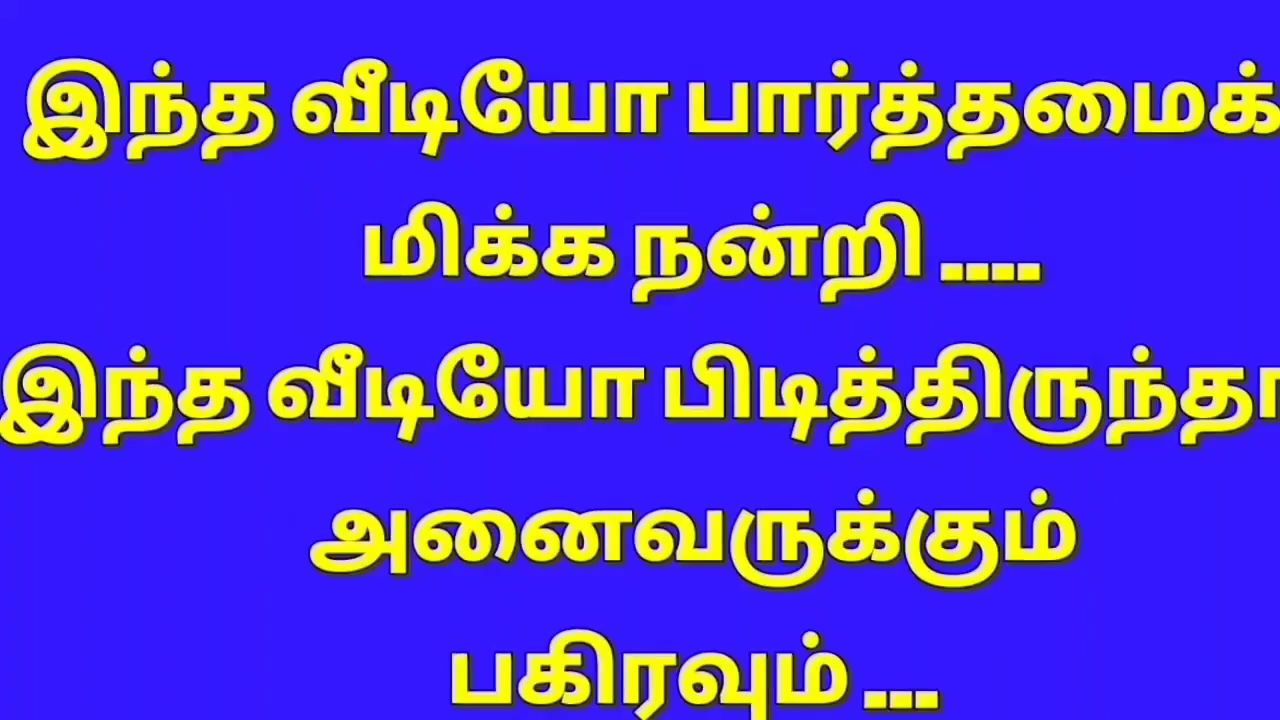 இந்த வீடியோ பார்த்தமைக்
மிக்க நன்றி ....
இந்த வீடியோ பிடித்திருந்தா
அனைவருக்கும்
பகிரவும் ...